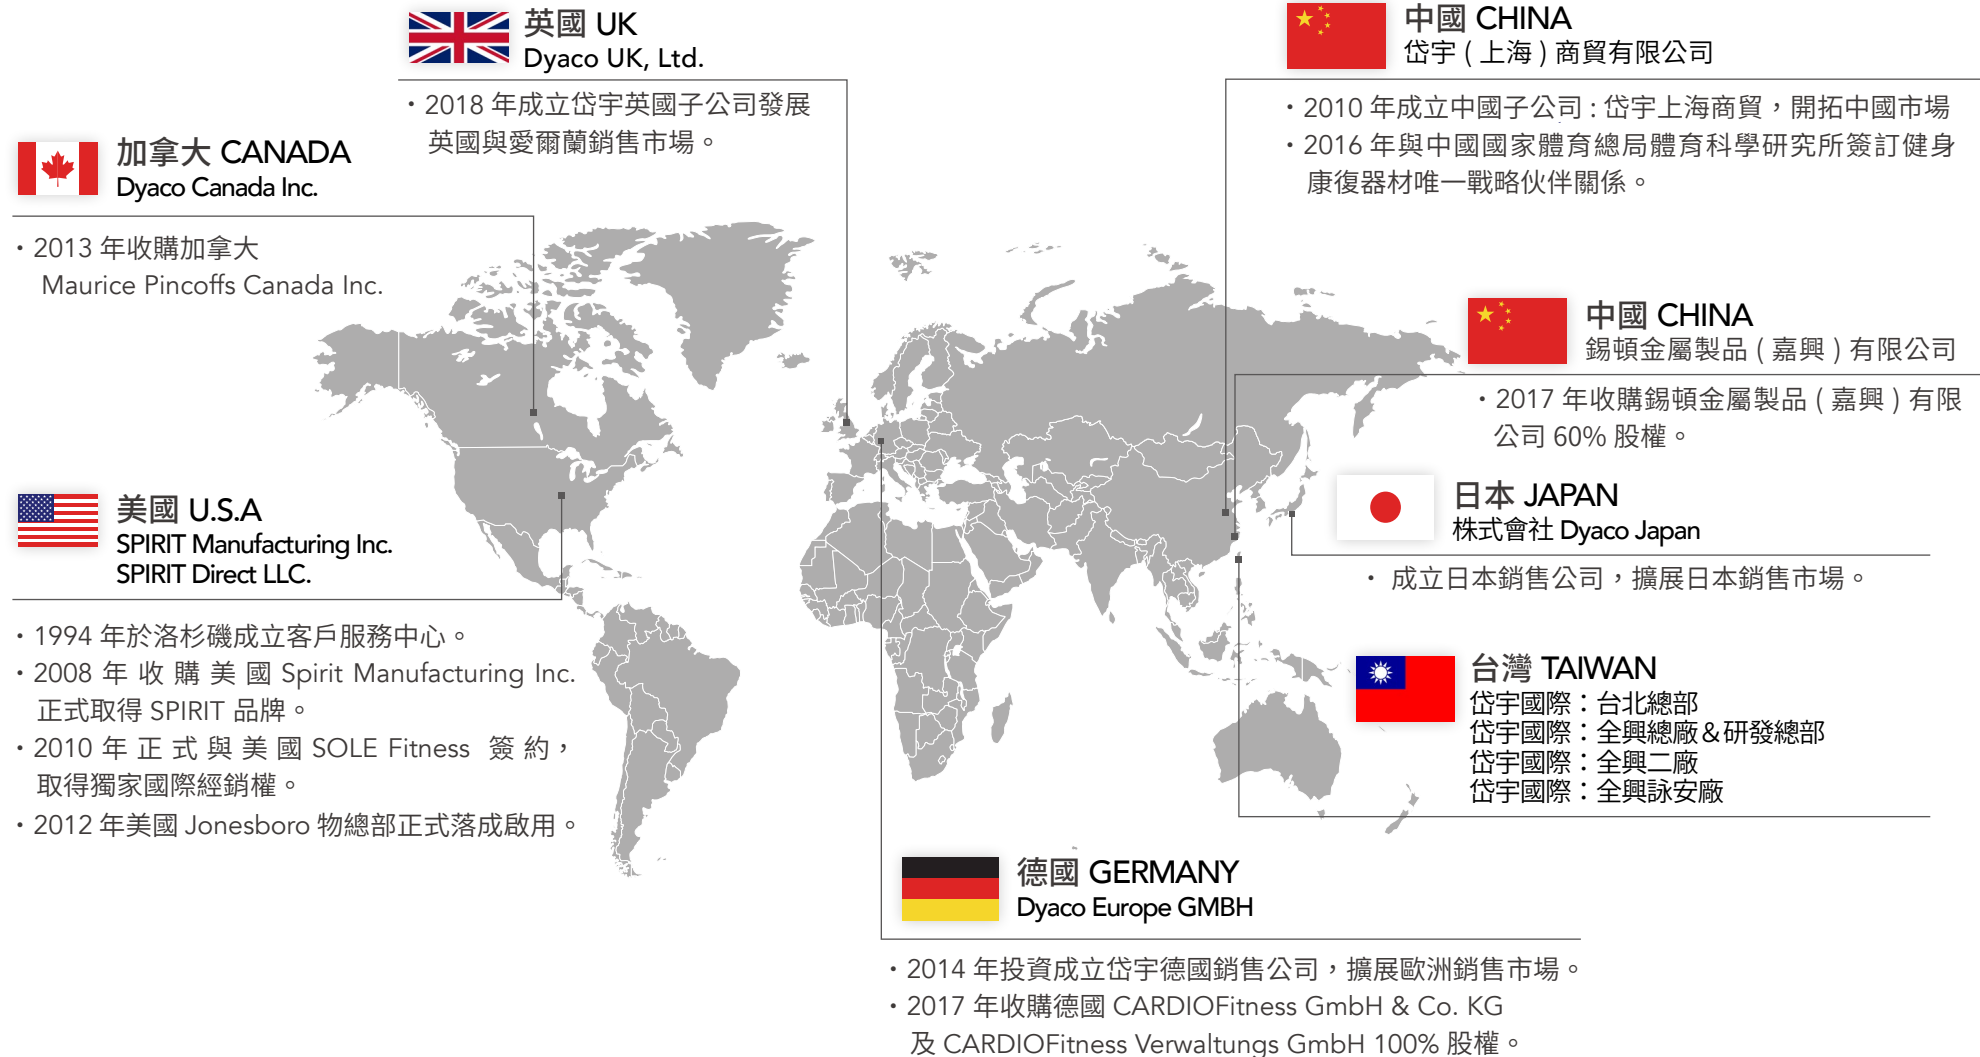 英國 UK
Dyaco UK, Ltd.
・2018 年成立岱宇英國子公司發展
英國與愛爾蘭銷售市場。
中國 CHINA
岱宇 ( 上海 ) 商貿有限公司
・2010 年成立中國子公司 : 岱宇上海商貿，開拓中國市場
・2016 年與中國國家體育總局體育科學研究所簽訂健身
康復器材唯一戰略伙伴關係。
加拿大 CANADA
Dyaco Canada Inc.
・2013 年收購加拿大
Maurice Pincoffs Canada Inc.
中國 CHINA
錫頓金屬製品 ( 嘉興 ) 有限公司
・2017 年收購錫頓金屬製品 ( 嘉興 ) 有限
公司 60% 股權。
美國 U.S.A
SPIRIT Manufacturing Inc.
SPIRIT Direct LLC.
・1994 年於洛杉磯成立客戶服務中心。
・2008 年 收 購 美 國 Spirit Manufacturing Inc.
正式取得 SPIRIT 品牌。
・2010 年 正 式 與 美 國 SOLE Fitness 簽 約，
取得獨家國際經銷權。
・2012 年美國 Jonesboro 物總部正式落成啟用。
日本 JAPAN
株式會社 Dyaco Japan
・ 成立日本銷售公司，擴展日本銷售市場。
台灣 TAIWAN
岱宇國際：台北總部
岱宇國際：全興總廠＆研發總部
岱宇國際：全興二廠
岱宇國際：全興詠安廠
德國 GERMANY
Dyaco Europe GMBH
・2014 年投資成立岱宇德國銷售公司，擴展歐洲銷售市場。
・2017 年收購德國 CARDIOFitness GmbH & Co. KG
及 CARDIOFitness Verwaltungs GmbH 100% 股權。